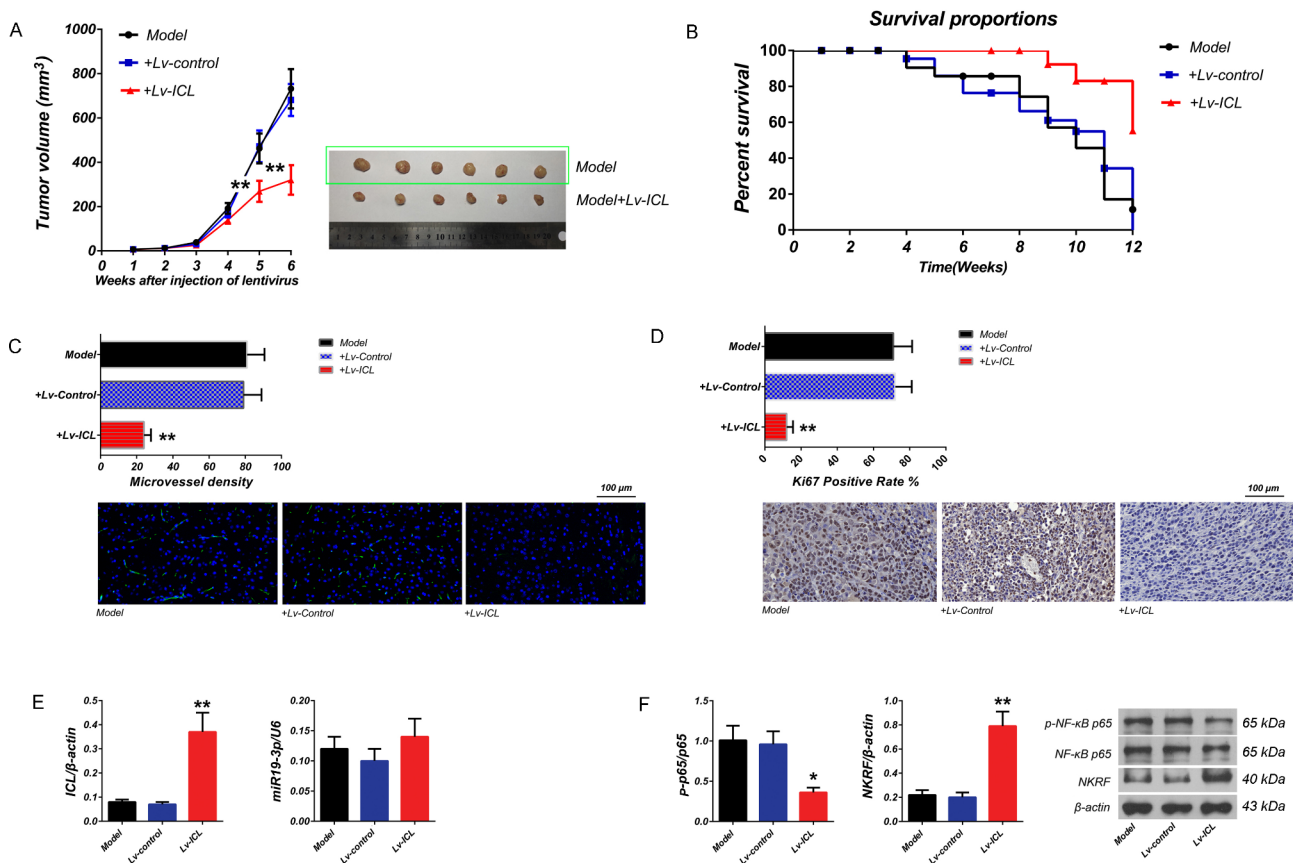 A
Model
+Lv-control
+Lv-ICL
Tumor volume (mm³)
1000
800
600
400
200
0
**
**
1 2 3 4 5 6
Weeks after injection of lentivirus
Model
Model+Lv-ICL
B
Survival proportions
Percent survival
100
80
60
40
20
0
0 2 4 6 8 10 12
Time(Weeks)
Model
+Lv-control
+Lv-ICL
C
Model
+Lv-Control
+Lv-ICL
**
0 20 40 60 80 100
Microvessel density
Model
+Lv-Control
+Lv-ICL
100 μm
Model
+Lv-Control
+Lv-ICL
D
Model
+Lv-Control
+Lv-ICL
**
0 20 40 60 80 100
Ki67 Positive Rate %
Model
+Lv-Control
+Lv-ICL
100 μm
Model
+Lv-Control
+Lv-ICL
E
ICL/β-actin
0.5
0.4
0.3
0.2
0.1
0.0
**
Model
Lv-control
Lv-ICL
miR19-3p/U6
0.20
0.15
0.10
0.05
0.00
Model
Lv-control
Lv-ICL
F
P-p65/p65
1.5
1.0
0.5
0.0
*
Model
Lv-control
Lv-ICL
NKRF/β-actin
1.0
0.8
0.6
0.4
0.2
0.0
**
Model
Lv-control
Lv-ICL
p-NF-κB p65 65 kDa
NF-κB p65 65 kDa
NKRF 40 kDa
β-actin 43 kDa
Model
Lv-control
Lv-ICL